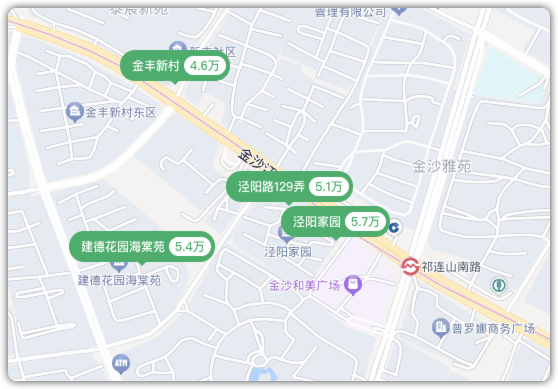 泰宸新苑
管理有限公司
新丰社区
金丰新村 4.6万
金丰新村东区
金沙江
金沙雅苑
泾阳路129弄 5.1万
泾阳家园 5.7万
建德花园海棠苑 5.4万
泾阳家园
祁连山南路
建德花园海棠苑
金沙和美广场
普罗娜商务广场
ATM